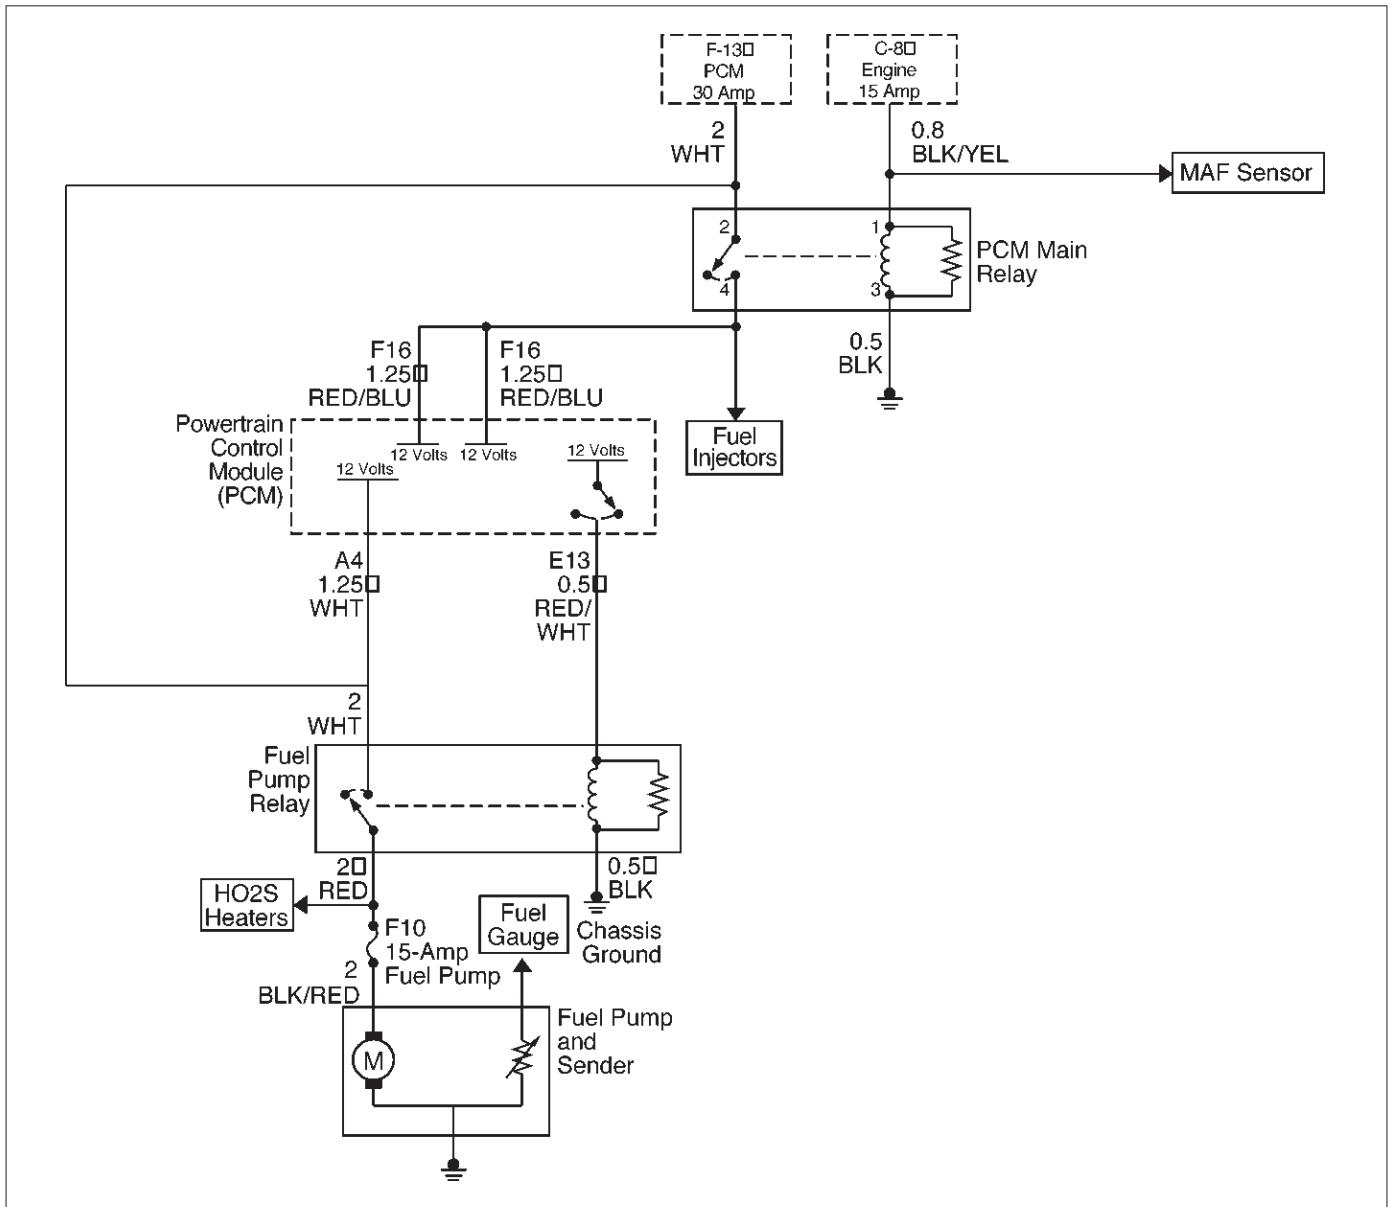 F-13□
PCM
30 Amp
C-8□
Engine
15 Amp
2
WHT
0.8
BLK/YEL
MAF Sensor
2
1
4
3
PCM Main
Relay
0.5
BLK
F16
1.25□
RED/BLU
F16
1.25□
RED/BLU
Fuel
Injectors
Powertrain
Control
Module
(PCM)
12 Volts
12 Volts
12 Volts
12 Volts
A4
1.25□
WHT
E13
0.5□
RED/
WHT
2
WHT
Fuel
Pump
Relay
2□
RED
0.5□
BLK
HO2S
Heaters
Chassis
Ground
Fuel
Gauge
F10
15-Amp
Fuel Pump
2
BLK/RED
M
Fuel Pump
and
Sender